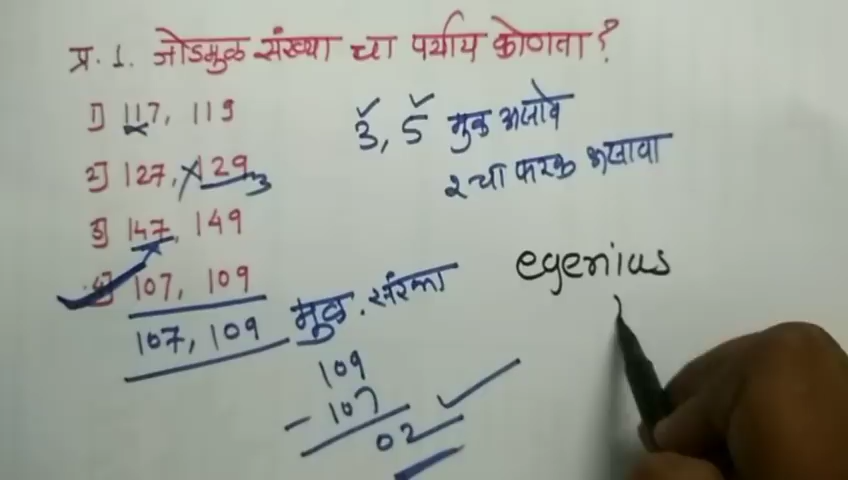 प्र. 1. जोडमुळ संख्या चा पर्याय कोणता?
1) 117, 119
2) 127, 129
3) 147, 149
4) 107, 109
107, 109
3, 5 मुळ असावे
२ चा फरक असावा
मुळ. संख्या
109
- 107
02
egenius